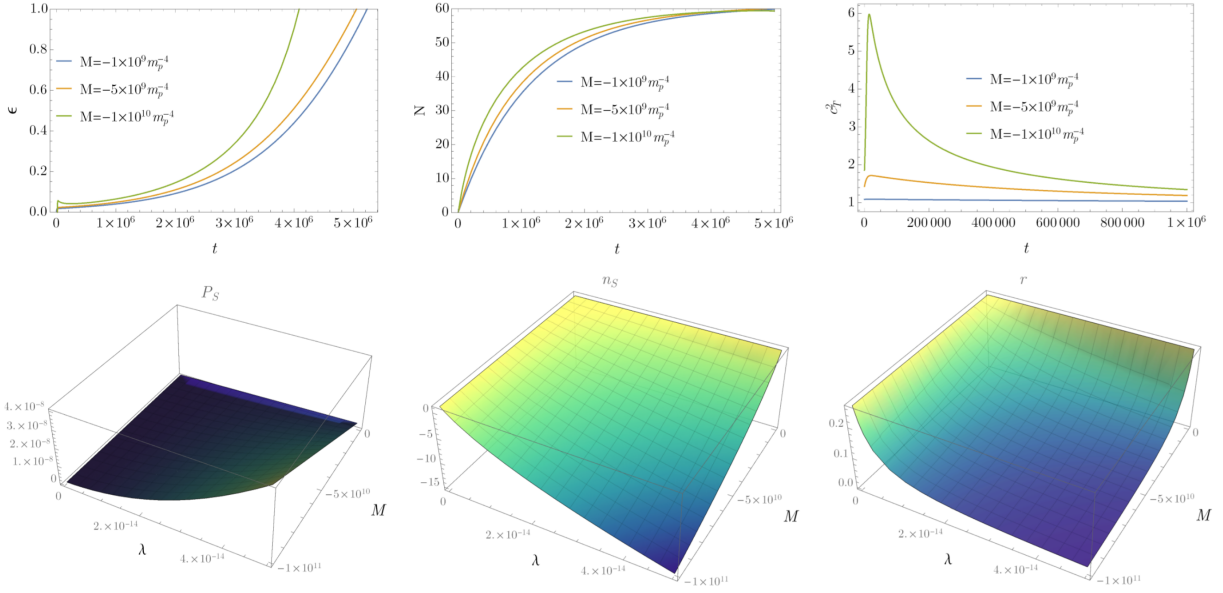 1.0
0.8
0.6
0.4
0.2
0.0
ϵ
M=−1×10⁹ m_p^{-4}
M=−5×10⁹ m_p^{-4}
M=−1×10¹⁰ m_p^{-4}
0
1×10⁶
2×10⁶
3×10⁶
4×10⁶
5×10⁶
t
60
50
40
30
20
10
0
N
M=−1×10⁹ m_p^{-4}
M=−5×10⁹ m_p^{-4}
M=−1×10¹⁰ m_p^{-4}
0
1×10⁶
2×10⁶
3×10⁶
4×10⁶
5×10⁶
t
6
5
4
3
2
1
c_T^2
M=−1×10⁹ m_p^{-4}
M=−5×10⁹ m_p^{-4}
M=−1×10¹⁰ m_p^{-4}
0
200 000
400 000
600 000
800 000
1×10⁶
t
P_S
4.×10⁻⁸
3.×10⁻⁸
2.×10⁻⁸
1.×10⁻⁸
0
0
2.×10⁻¹⁴
4.×10⁻¹⁴
λ
0
−5×10¹⁰
−1×10¹¹
M
n_S
0
−5
−10
−15
0
2.×10⁻¹⁴
4.×10⁻¹⁴
λ
0
−5×10¹⁰
−1×10¹¹
M
r
0.2
0.1
0.0
0
2.×10⁻¹⁴
4.×10⁻¹⁴
λ
0
−5×10¹⁰
−1×10¹¹
M